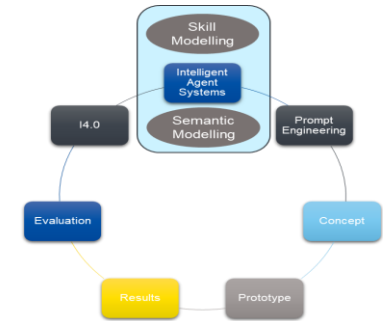 Skill
Modelling
Intelligent
Agent
Systems
Semantic
Modelling
I4.0
Prompt
Engineering
Evaluation
Concept
Results
Prototype